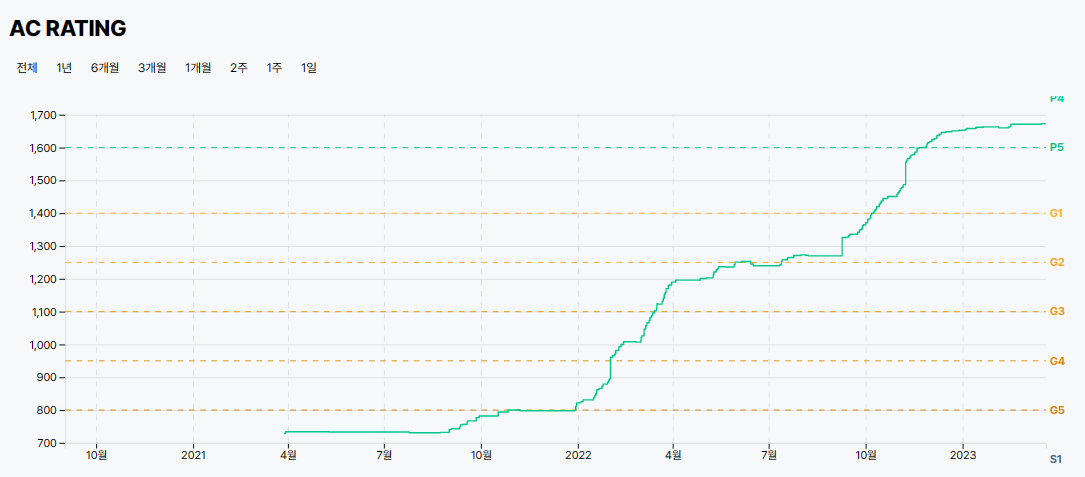 AC RATING
전체 1년 6개월 3개월 1개월 2주 1주 1일
P4
1,700
1,600 P5
1,500
1,400 G1
1,300
1,200 G2
1,100 G3
1,000
900 G4
800 G5
700
10월 2021 4월 7월 10월 2022 4월 7월 10월 2023
S1